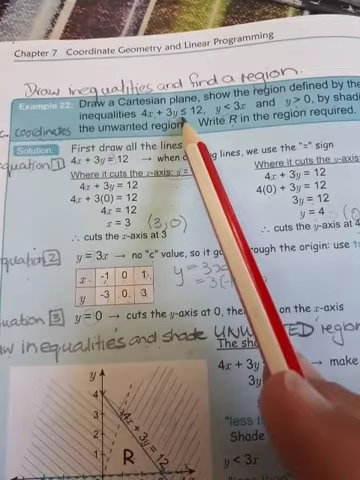 Chapter 7 Coordinate Geometry and Linear Programming
Draw inequalities and find a region.
Example 22: Draw a Cartesian plane, show the region defined by the
inequalities 4x + 3y ≤ 12, y < 3x and y > 0, by shadi
coordinates the unwanted region. Write R in the region required.
Solution: First draw all the lines
equation 1 4x + 3y = 12 → when lines, we use the "=" sign
Where it cuts the x-axis: y = Where it cuts the y-axis
4x + 3y = 12 4x + 3y = 12
4x + 3(0) = 12 4(0) + 3y = 12
4x = 12 3y = 12
x = 3 (3,0) y = 4
∴ cuts the x-axis at 3 ∴ cuts the y-axis at 4
quation 2 y = 3x → no "c" value, so it go rough the origin: use
x -1 0 1 y = 3x
y -3 0 3
uation 3 y = 0 → cuts the y-axis at 0, the on the x-axis
w inequalities and shade UNW ED region
The sh
4x + 3y → make
3y
"less
Shade
y < 3x
y
4
3
2
1
4x + 3y = 12
R